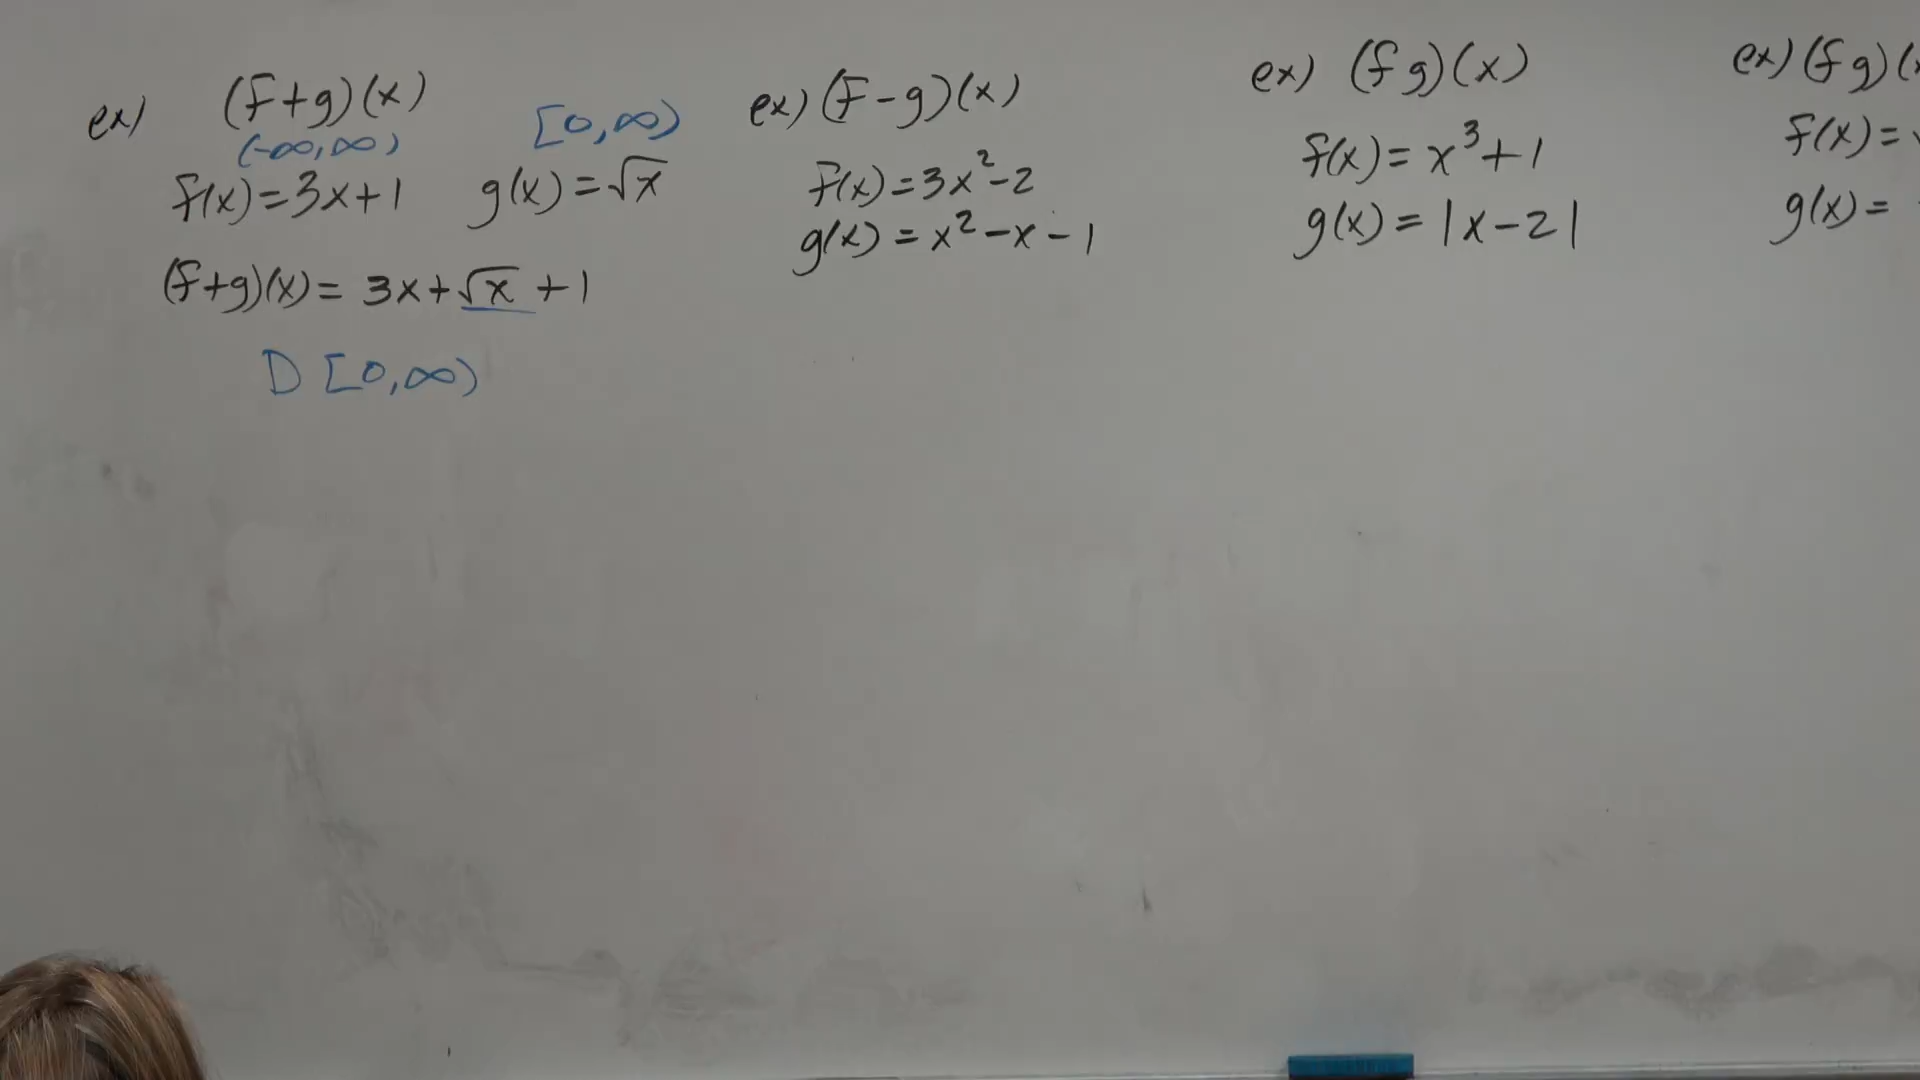 ex) (f+g)(x)
(-∞,∞) [0,∞)
f(x)=3x+1 g(x)=√x
(f+g)(x)= 3x+√x +1
D [0,∞)
ex) (f-g)(x)
f(x)=3x²-2
g(x)=x²-x-1
ex) (fg)(x)
f(x)=x³+1
g(x)=|x-2|
ex) (fg)(
f(x)=
g(x)=